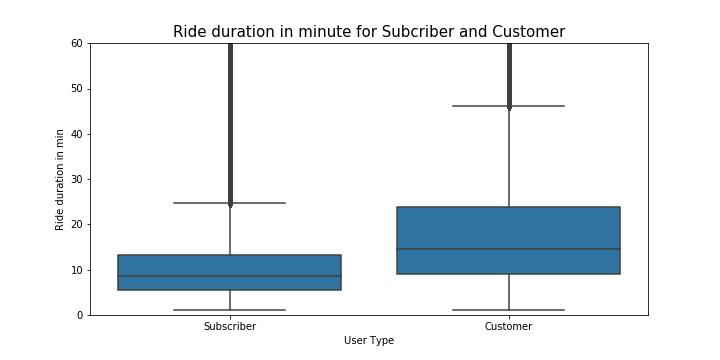 Ride duration in minute for Subcriber and Customer
60
50
40
30
20
10
0
Ride duration in min
Subscriber Customer
User Type